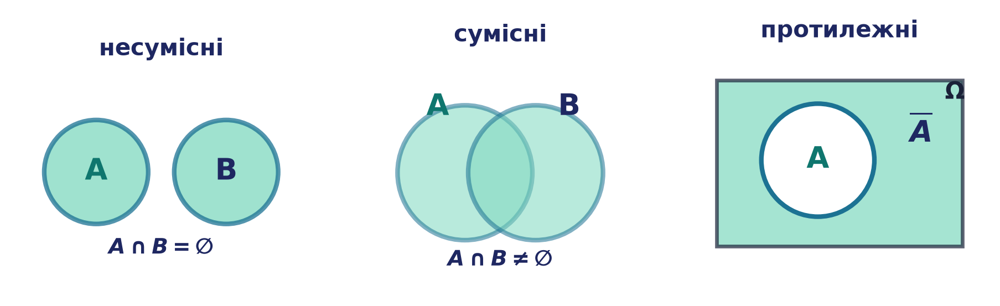 несумісні
A
B
A ∩ B = ∅
сумісні
A
B
A ∩ B ≠ ∅
протилежні
Ω
A̅
A